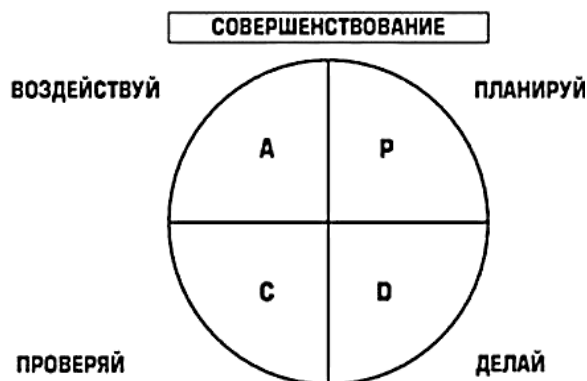 СОВЕРШЕНСТВОВАНИЕ
ВОЗДЕЙСТВУЙ
ПЛАНИРУЙ
A
P
C
D
ПРОВЕРЯЙ
ДЕЛАЙ